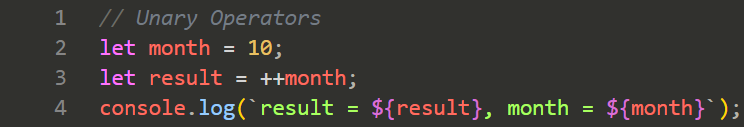 1 // Unary Operators
2 let month = 10;
3 let result = ++month;
4 console.log(`result = ${result}, month = ${month}`);